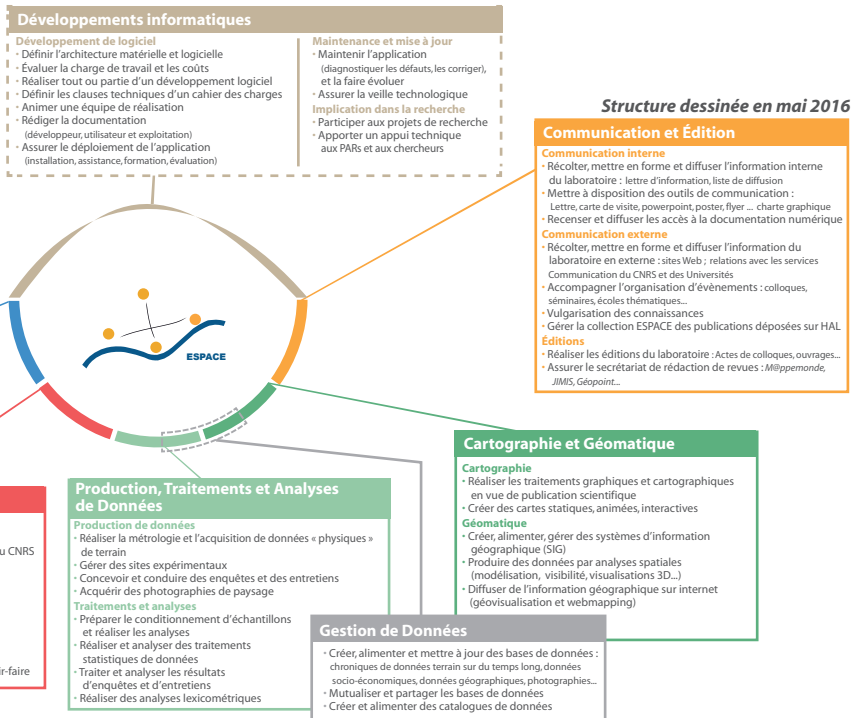 Développements informatiques
Développement de logiciel
• Définir l'architecture matérielle et logicielle
• Évaluer la charge de travail et les coûts
• Réaliser tout ou partie d'un développement logiciel
• Définir les clauses techniques d'un cahier des charges
• Animer une équipe de réalisation
• Rédiger la documentation
(développeur, utilisateur et exploitation)
• Assurer le déploiement de l'application
(installation, assistance, formation, évaluation)
Maintenance et mise à jour
• Maintenir l'application
(diagnostiquer les défauts, les corriger),
et la faire évoluer
• Assurer la veille technologique
Implication dans la recherche
• Participer aux projets de recherche
• Apporter un appui technique
aux PARs et aux chercheurs
Structure dessinée en mai 2016
Communication et Édition
Communication interne
• Récolter, mettre en forme et diffuser l'information interne
du laboratoire : lettre d'information, liste de diffusion
• Mettre à disposition des outils de communication :
Lettre, carte de visite, powerpoint, poster, flyer ... charte graphique
• Recenser et diffuser les accès à la documentation numérique
Communication externe
• Récolter, mettre en forme et diffuser l'information du
laboratoire en externe : sites Web ; relations avec les services
Communication du CNRS et des Universités
• Accompagner l'organisation d'évènements : colloques,
séminaires, écoles thématiques...
• Vulgarisation des connaissances
• Gérer la collection ESPACE des publications déposées sur HAL
Éditions
• Réaliser les éditions du laboratoire : Actes de colloques, ouvrages...
• Assurer le secrétariat de rédaction de revues : M@ppemonde,
JIMIS, Géopoint...
ESPACE
Cartographie et Géomatique
Cartographie
• Réaliser les traitements graphiques et cartographiques
en vue de publication scientifique
• Créer des cartes statiques, animées, interactives
Géomatique
• Créer, alimenter, gérer des systèmes d'information
géographique (SIG)
• Produire des données par analyses spatiales
(modélisation, visibilité, visualisations 3D...)
• Diffuser de l'information géographique sur internet
(géovisualisation et webmapping)
u CNRS
r-faire
Production, Traitements et Analyses
de Données
Production de données
• Réaliser la métrologie et l'acquisition de données « physiques »
de terrain
• Gérer des sites expérimentaux
• Concevoir et conduire des enquêtes et des entretiens
• Acquérir des photographies de paysage
Traitements et analyses
• Préparer le conditionnement d'échantillons
et réaliser les analyses
• Réaliser et analyser des traitements
statistiques de données
• Traiter et analyser les résultats
d'enquêtes et d'entretiens
• Réaliser des analyses lexicométriques
Gestion de Données
• Créer, alimenter et mettre à jour des bases de données :
chroniques de données terrain sur du temps long, données
socio-économiques, données géographiques, photographies...
• Mutualiser et partager les bases de données
• Créer et alimenter des catalogues de données